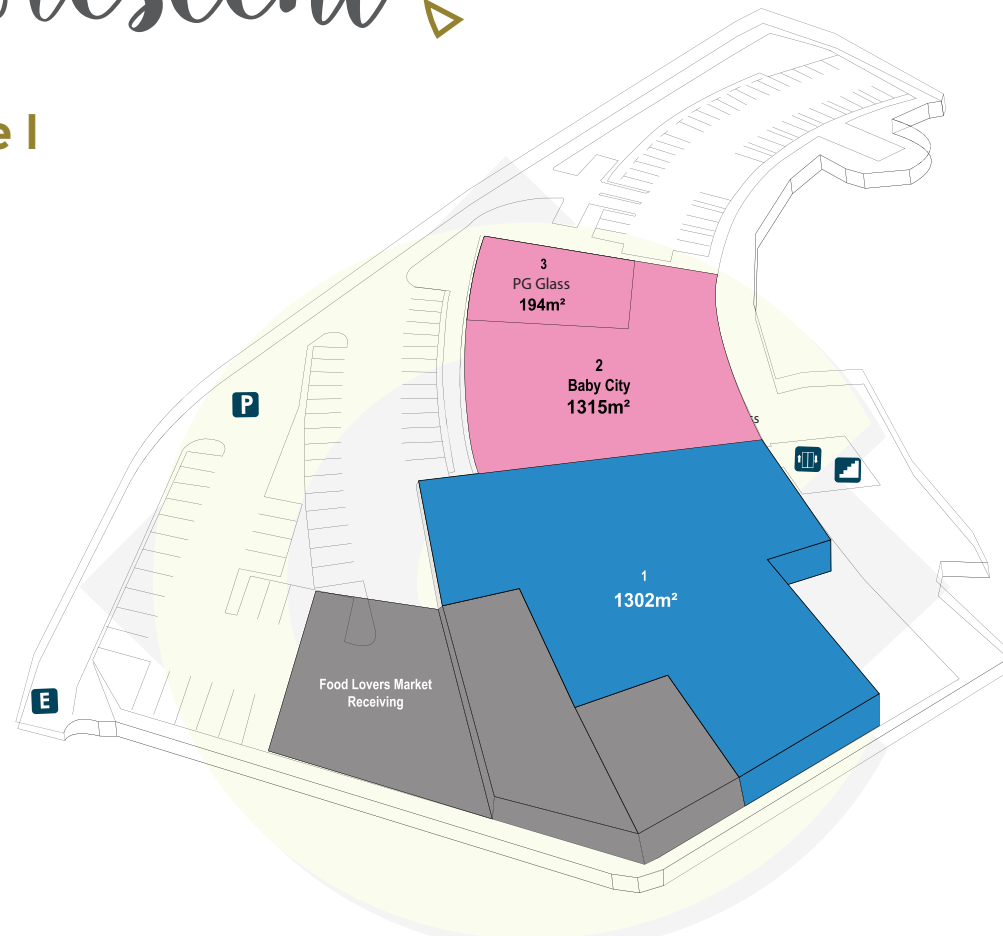 3
PG Glass
194m²
2
Baby City
1315m²
P
1
1302m²
Food Lovers Market
Receiving
E